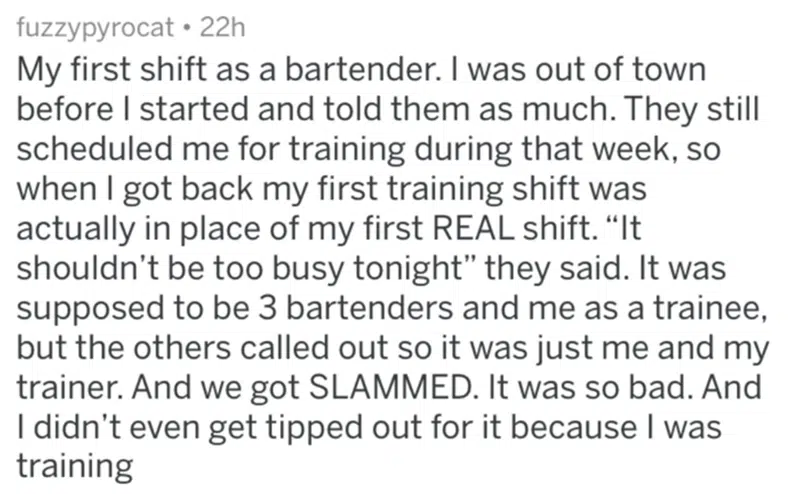 fuzzypyrocat • 22h
My first shift as a bartender. I was out of town
before I started and told them as much. They still
scheduled me for training during that week, so
when I got back my first training shift was
actually in place of my first REAL shift. “It
shouldn’t be too busy tonight” they said. It was
supposed to be 3 bartenders and me as a trainee,
but the others called out so it was just me and my
trainer. And we got SLAMMED. It was so bad. And
I didn’t even get tipped out for it because I was
training